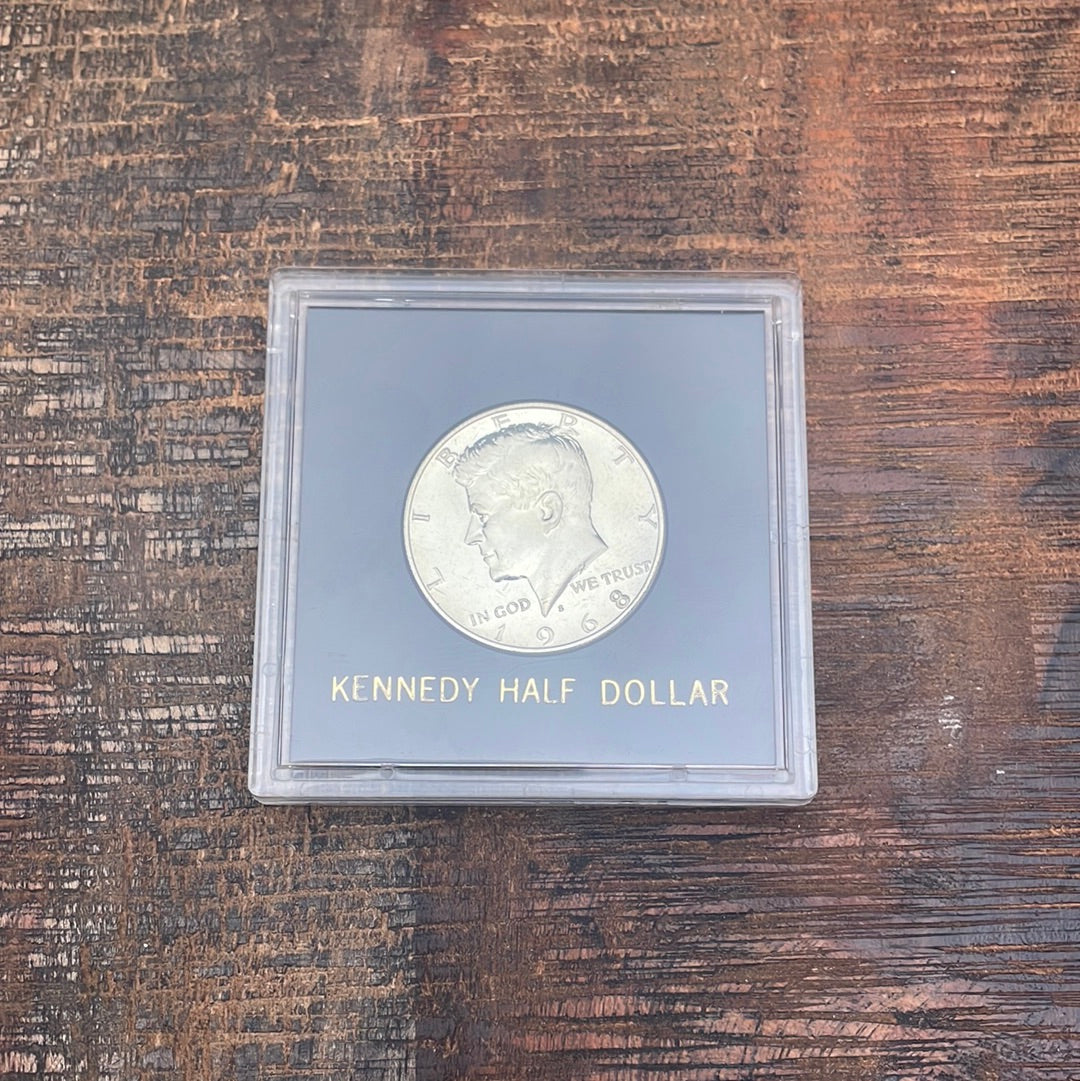 LIBERTY
IN GOD WE TRUST
S
1968
KENNEDY HALF DOLLAR